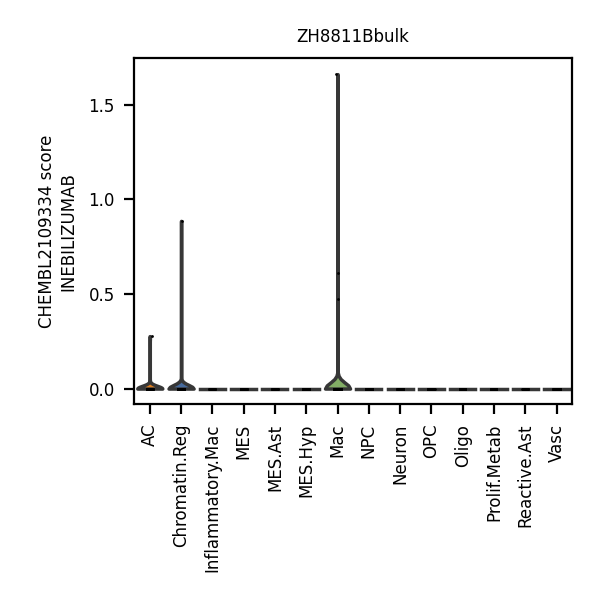 ZH8811Bbulk
CHEMBL2109334 score
INEBILIZUMAB
1.5
1.0
0.5
0.0
AC
Chromatin.Reg
Inflammatory.Mac
MES
MES.Ast
MES.Hyp
Mac
NPC
Neuron
OPC
Oligo
Prolif.Metab
Reactive.Ast
Vasc